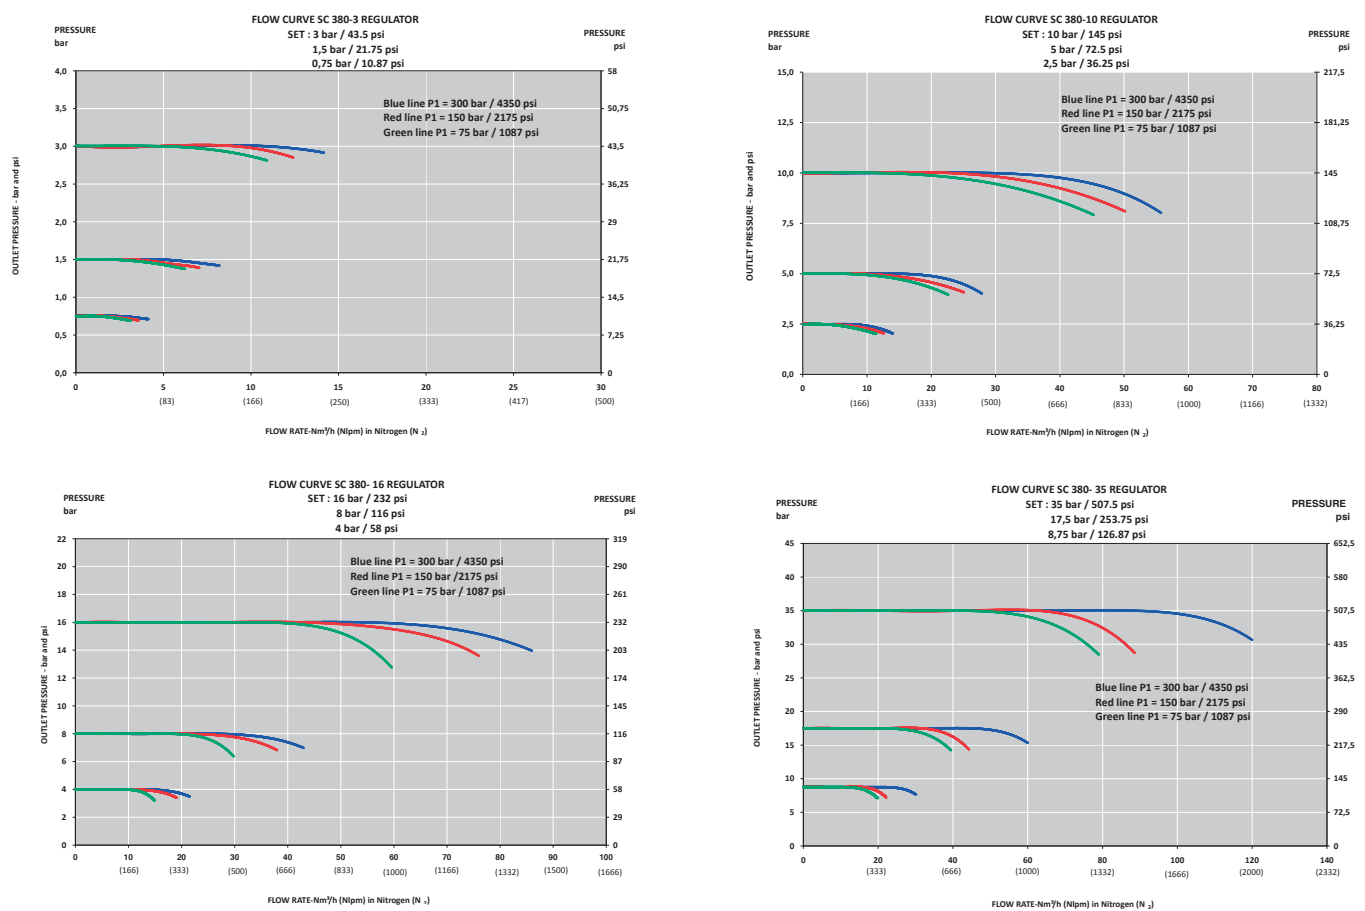 FLOW CURVE SC 380-3 REGULATOR
SET : 3 bar / 43.5 psi
1,5 bar / 21.75 psi
0,75 bar / 10.87 psi
PRESSURE
bar
PRESSURE
psi
Blue line P1 = 300 bar / 4350 psi
Red line P1 = 150 bar / 2175 psi
Green line P1 = 75 bar / 1087 psi
OUTLET PRESSURE - bar and psi
4,0
3,5
3,0
2,5
2,0
1,5
1,0
0,5
0,0
58
50,75
43,5
36,25
29
21,75
14,5
7,25
0
0 5 10 15 20 25 30
(83) (166) (250) (333) (417) (500)
FLOW RATE-Nm³/h (Nlpm) in Nitrogen (N 2)
FLOW CURVE SC 380-10 REGULATOR
SET : 10 bar / 145 psi
5 bar / 72.5 psi
2,5 bar / 36.25 psi
PRESSURE
bar
PRESSURE
psi
Blue line P1 = 300 bar / 4350 psi
Red line P1 = 150 bar / 2175 psi
Green line P1 = 75 bar / 1087 psi
OUTLET PRESSURE - bar and psi
15,0
12,5
10,0
7,5
5,0
2,5
0,0
217,5
181,25
145
108,75
72,5
36,25
0
0 10 20 30 40 50 60 70 80
(166) (333) (500) (666) (833) (1000) (1166) (1332)
FLOW RATE-Nm³/h (Nlpm) in Nitrogen (N 2)
FLOW CURVE SC 380- 16 REGULATOR
SET : 16 bar / 232 psi
8 bar / 116 psi
4 bar / 58 psi
PRESSURE
bar
PRESSURE
psi
Blue line P1 = 300 bar / 4350 psi
Red line P1 = 150 bar /2175 psi
Green line P1 = 75 bar / 1087 psi
OUTLET PRESSURE - bar and psi
22
20
18
16
14
12
10
8
6
4
2
0
319
290
261
232
203
174
145
116
87
58
29
0
0 10 20 30 40 50 60 70 80 90 100
(166) (333) (500) (666) (833) (1000) (1166) (1332) (1500) (1666)
FLOW RATE-Nm³/h (Nlpm) in Nitrogen (N 2)
FLOW CURVE SC 380- 35 REGULATOR
SET : 35 bar / 507.5 psi
17,5 bar / 253.75 psi
8,75 bar / 126.87 psi
PRESSURE
bar
PRESSURE
psi
Blue line P1 = 300 bar / 4350 psi
Red line P1 = 150 bar / 2175 psi
Green line P1 = 75 bar / 1087 psi
OUTLET PRESSURE - bar and psi
45
40
35
30
25
20
15
10
5
0
652,5
580
507,5
435
362,5
290
217,5
145
72,5
0
0 20 40 60 80 100 120 140
(333) (666) (1000) (1332) (1666) (2000) (2332)
FLOW RATE-Nm³/h (Nlpm) in Nitrogen (N 2)